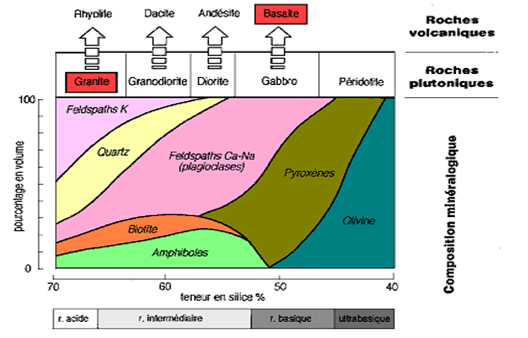 Rhyolite Dacite Andésite Basalte Roches volcaniques
Granite Granodiorite Diorite Gabbro Péridotite Roches plutoniques
100
Feldspaths K
Quartz
Feldspaths Ca-Na
(plagioclases)
Pyroxènes
Olivine
Biotite
Amphiboles
0
pourcentage en volume
Composition minéralogique
70 60 50 40
teneur en silice %
r. acide r. intermédiaire r. basique ultrabasique